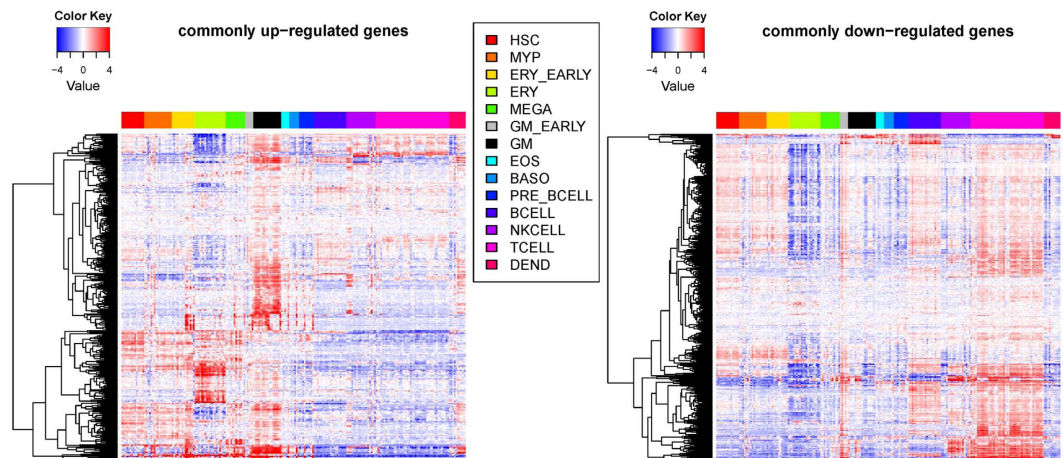 Color Key
−4 0 4
Value
commonly up−regulated genes
HSC
MYP
ERY_EARLY
ERY
MEGA
GM_EARLY
GM
EOS
BASO
PRE_BCELL
BCELL
NKCELL
TCELL
DEND
Color Key
−4 0 4
Value
commonly down−regulated genes